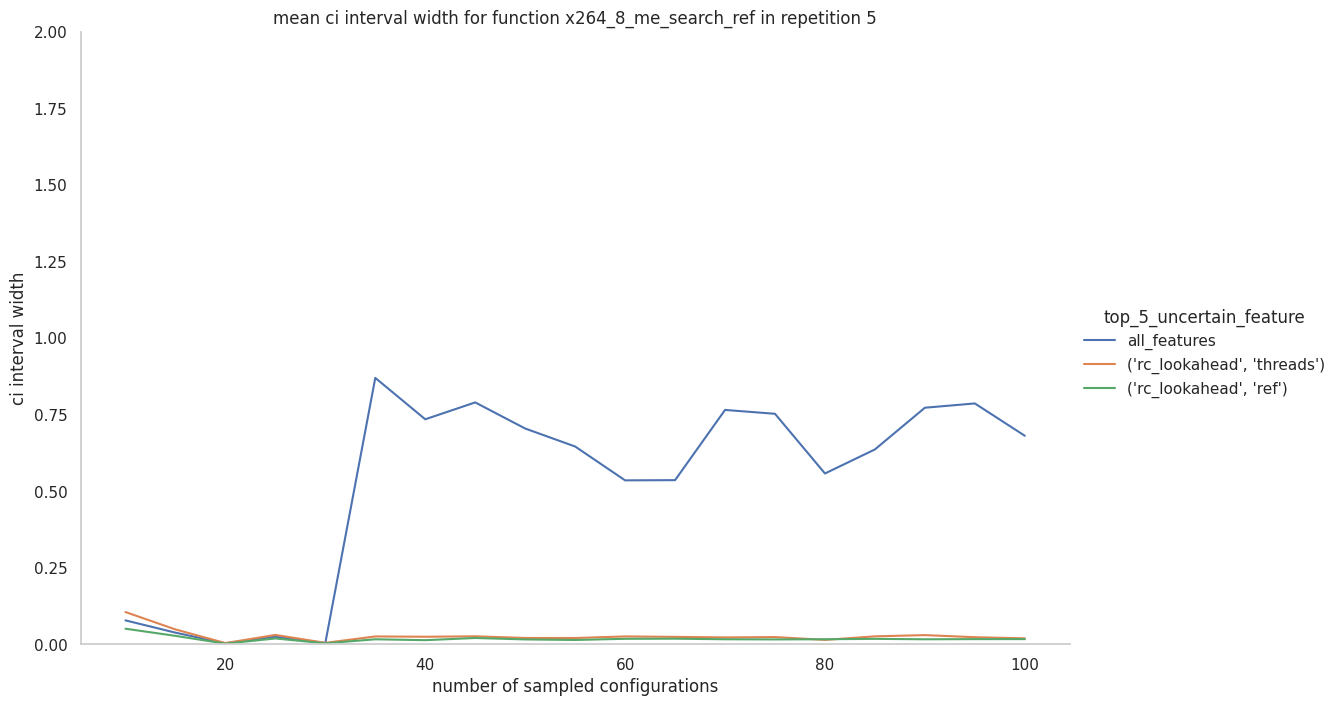 mean ci interval width for function x264_8_me_search_ref in repetition 5
2.00
1.75
1.50
1.25
1.00
0.75
0.50
0.25
0.00
ci interval width
20
40
60
80
100
number of sampled configurations
top_5_uncertain_feature
all_features
('rc_lookahead', 'threads')
('rc_lookahead', 'ref')